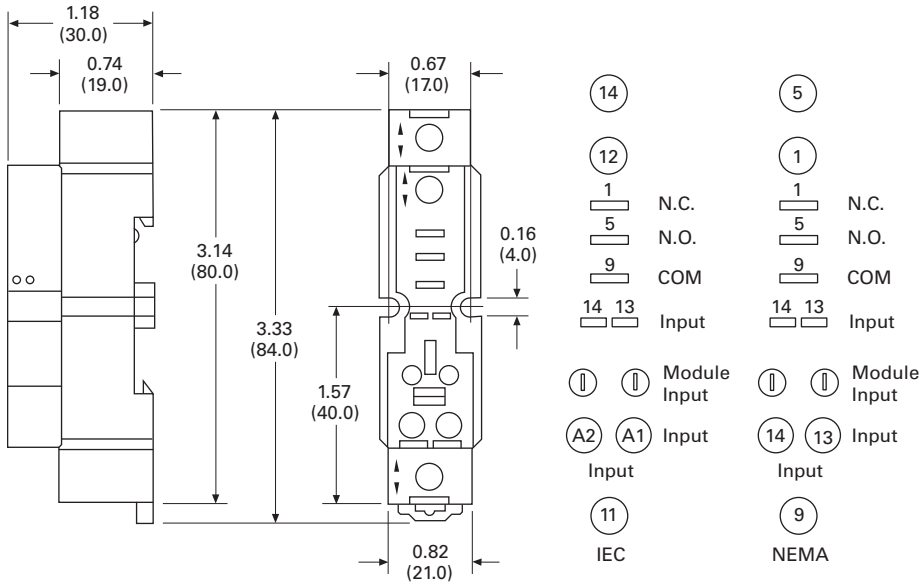 1.18
(30.0)
0.74
(19.0)
0.67
(17.0)
3.14
(80.0)
3.33
(84.0)
1.57
(40.0)
0.16
(4.0)
0.82
(21.0)
14
12
1
N.C.
5
N.O.
9
COM
14 13
Input
Module
Input
A2 A1 Input
Input
11
IEC
5
1
1
N.C.
5
N.O.
9
COM
14 13
Input
Module
Input
14 13 Input
Input
9
NEMA